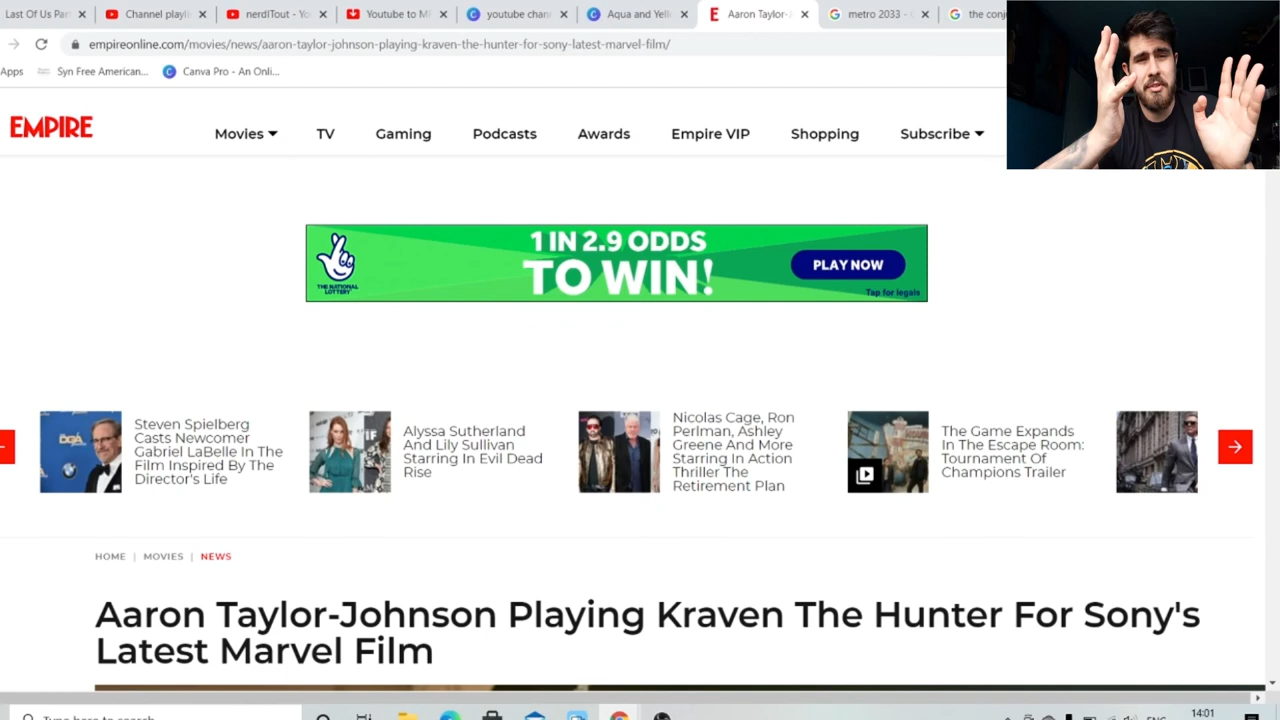 Last Of Us Par
Channel playli
nerdITout - Yo
Youtube to M
youtube chan
Aqua and Yell
Aaron Taylor-
metro 2033 -
the conj
empireonline.com/movies/news/aaron-taylor-johnson-playing-kraven-the-hunter-for-sony-latest-marvel-film/
Apps
Syn Free American...
Canva Pro - An Onli...
EMPIRE
Movies
TV
Gaming
Podcasts
Awards
Empire VIP
Shopping
Subscribe
THE NATIONAL
LOTTERY
1 IN 2.9 ODDS
TO WIN!
PLAY NOW
Tap for legals
Steven Spielberg
Casts Newcomer
Gabriel LaBelle In The
Film Inspired By The
Director's Life
Alyssa Sutherland
And Lily Sullivan
Starring In Evil Dead
Rise
Nicolas Cage, Ron
Perlman, Ashley
Greene And More
Starring In Action
Thriller The
Retirement Plan
The Game Expands
In The Escape Room:
Tournament Of
Champions Trailer
HOME | MOVIES | NEWS
Aaron Taylor-Johnson Playing Kraven The Hunter For Sony's
Latest Marvel Film
Type here to search
14:01